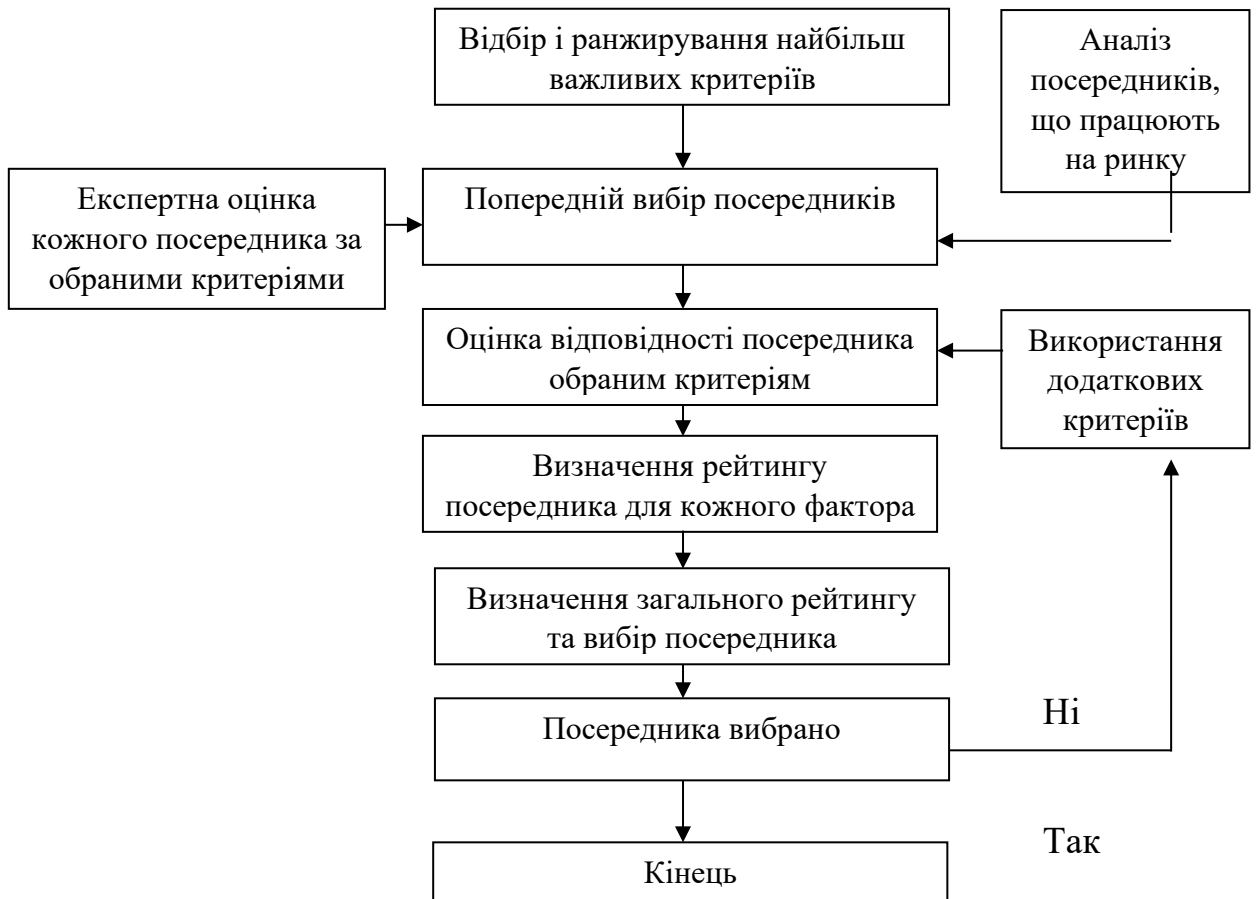 Відбір і ранжирування найбільш
важливих критеріїв
Аналіз
посередників,
що працюють
на ринку
Експертна оцінка
кожного посередника за
обраними критеріями
Попередній вибір посередників
Оцінка відповідності посередника
обраним критеріям
Використання
додаткових
критеріїв
Визначення рейтингу
посередника для кожного фактора
Визначення загального рейтингу
та вибір посередника
Посередника вибрано
Ні
Так
Кінець